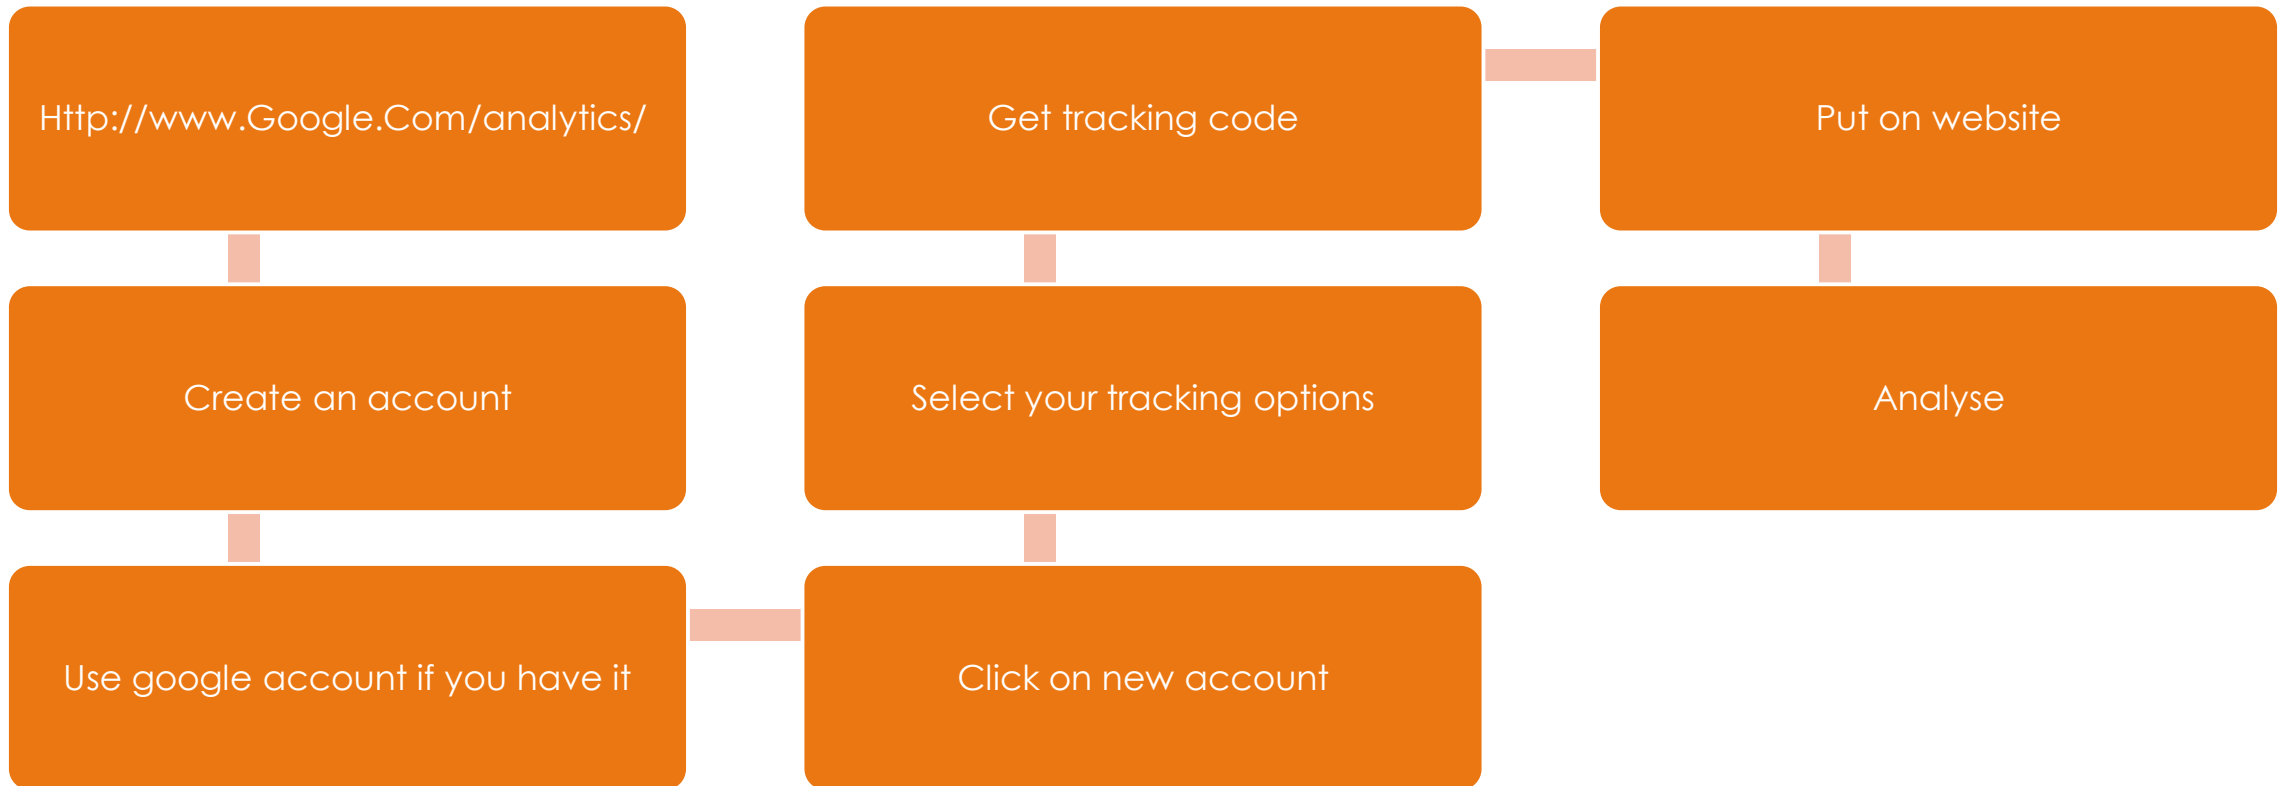 Http://www.Google.Com/analytics/
Create an account
Use google account if you have it
Click on new account
Select your tracking options
Get tracking code
Put on website
Analyse